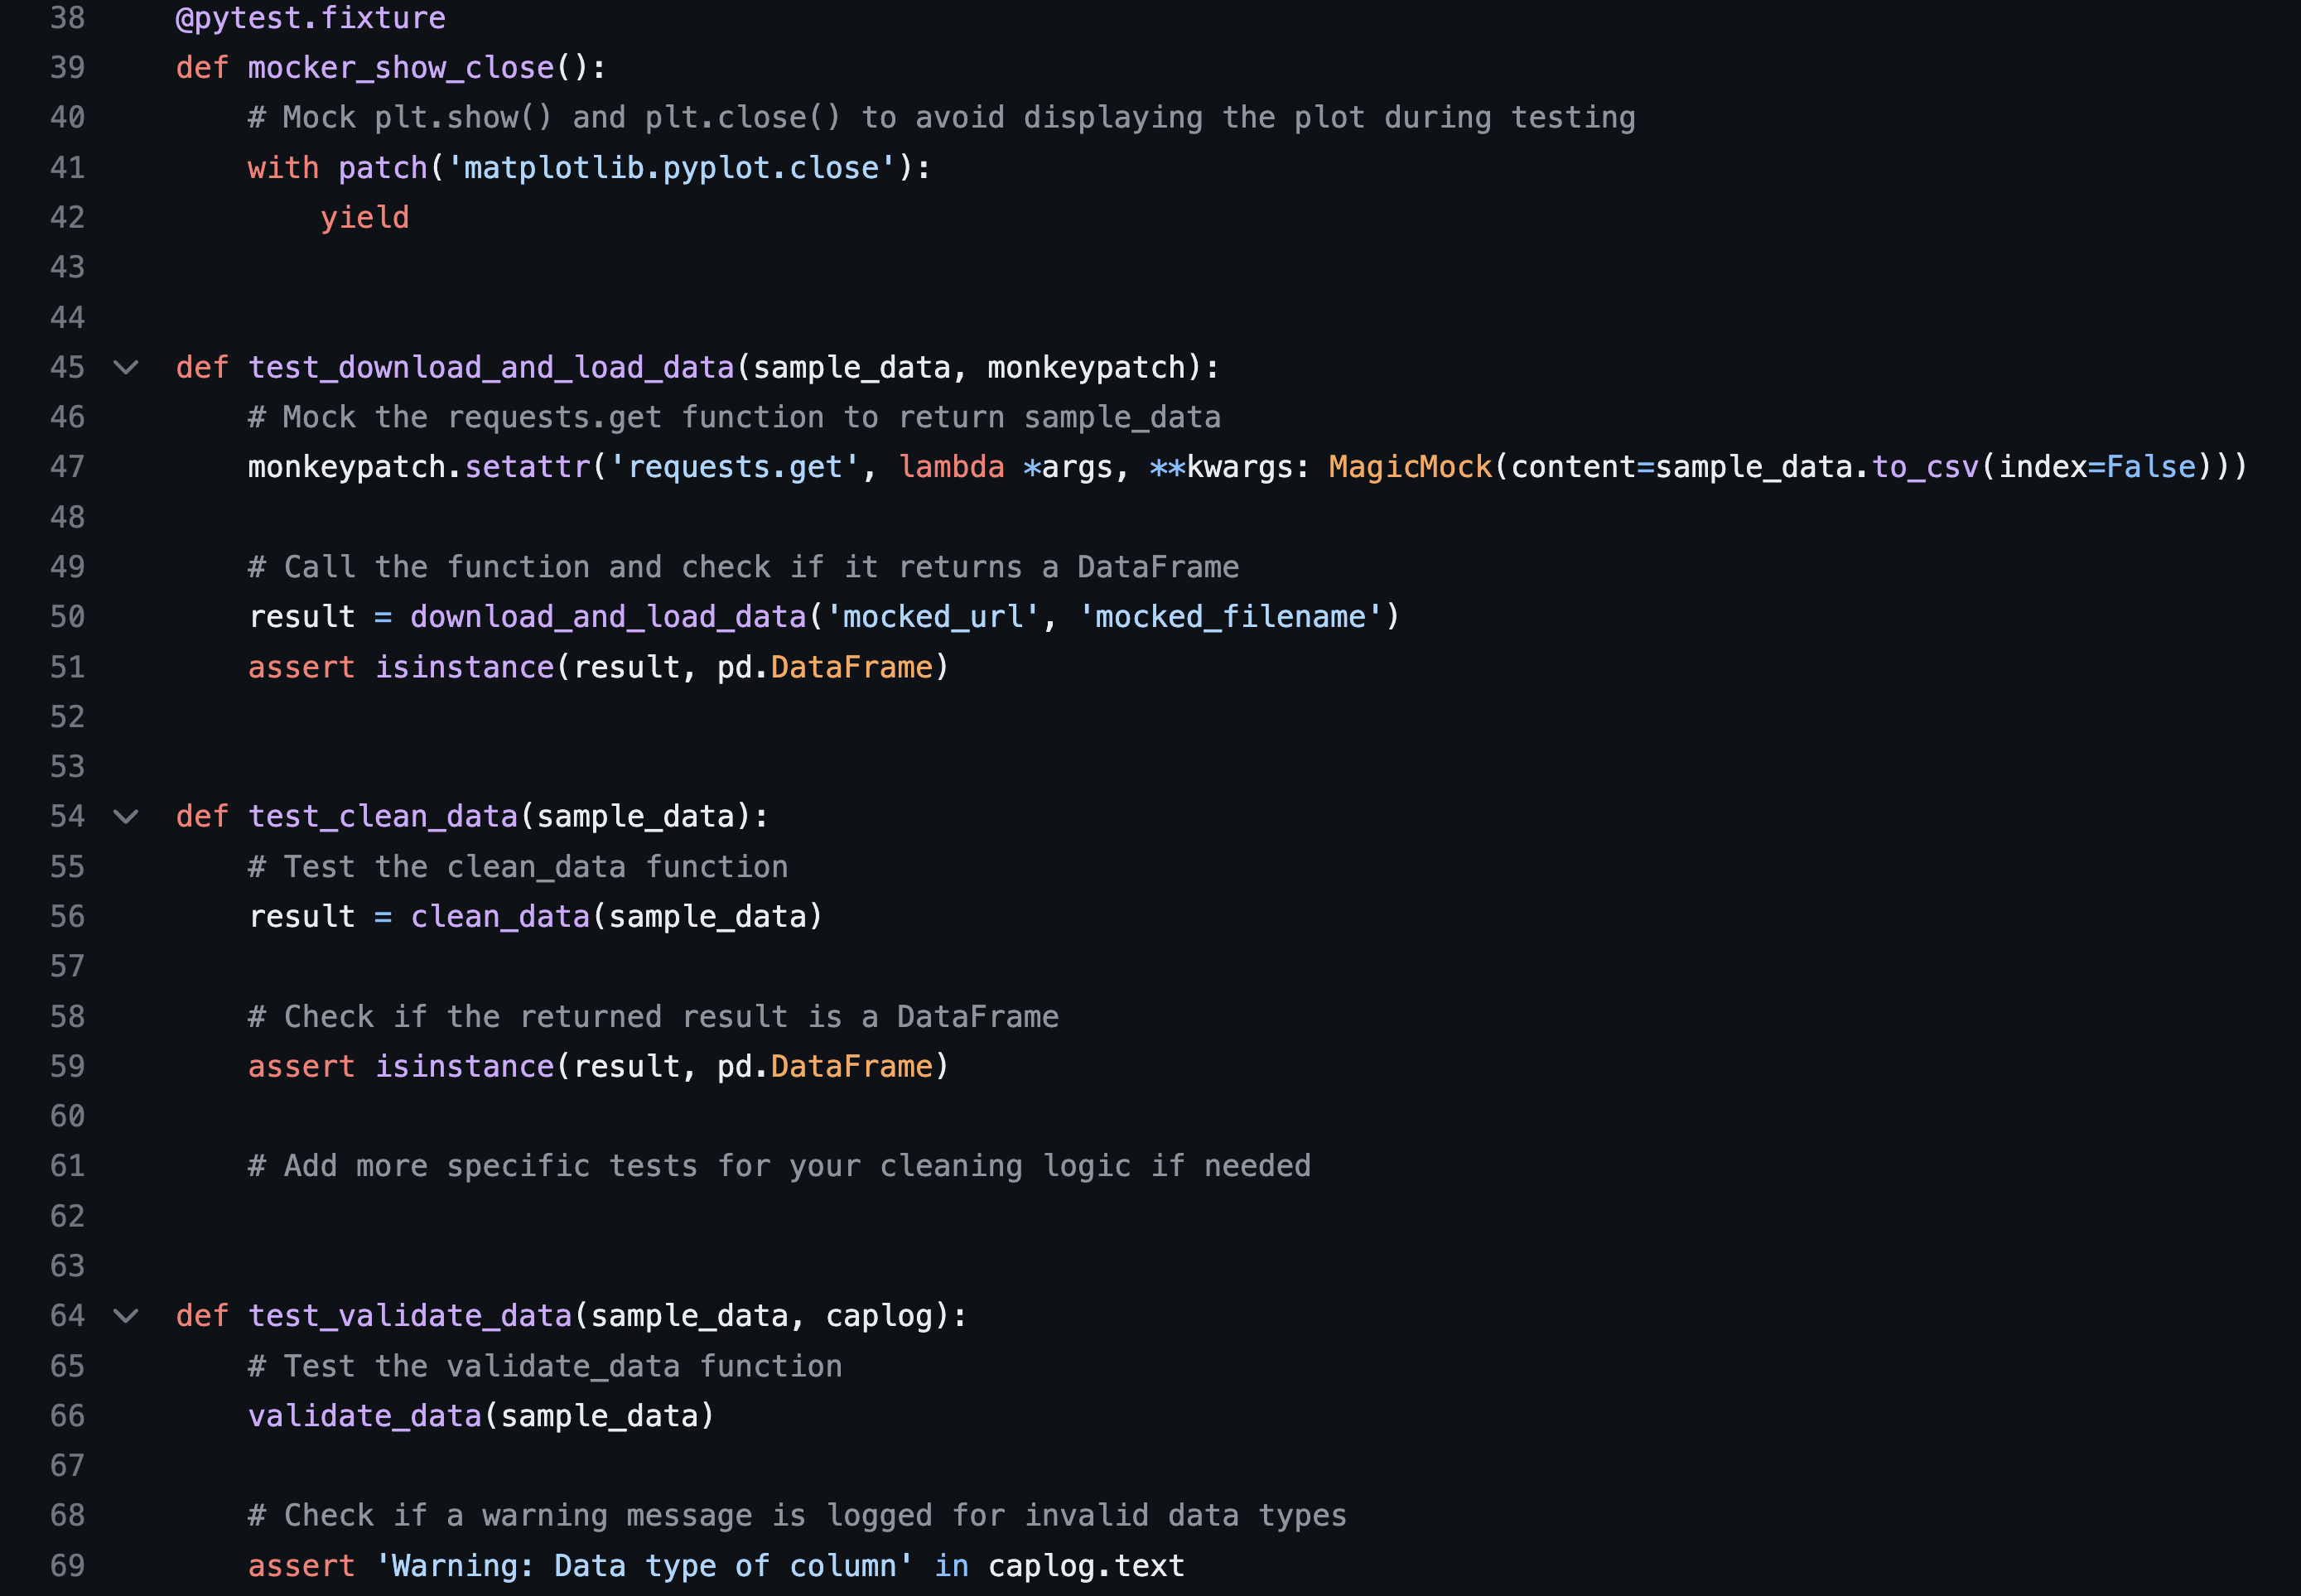 38 @pytest.fixture
39 def mocker_show_close():
40     # Mock plt.show() and plt.close() to avoid displaying the plot during testing
41     with patch('matplotlib.pyplot.close'):
42         yield
43
44
45 def test_download_and_load_data(sample_data, monkeypatch):
46     # Mock the requests.get function to return sample_data
47     monkeypatch.setattr('requests.get', lambda *args, **kwargs: MagicMock(content=sample_data.to_csv(index=False)))
48
49     # Call the function and check if it returns a DataFrame
50     result = download_and_load_data('mocked_url', 'mocked_filename')
51     assert isinstance(result, pd.DataFrame)
52
53
54 def test_clean_data(sample_data):
55     # Test the clean_data function
56     result = clean_data(sample_data)
57
58     # Check if the returned result is a DataFrame
59     assert isinstance(result, pd.DataFrame)
60
61     # Add more specific tests for your cleaning logic if needed
62
63
64 def test_validate_data(sample_data, caplog):
65     # Test the validate_data function
66     validate_data(sample_data)
67
68     # Check if a warning message is logged for invalid data types
69     assert 'Warning: Data type of column' in caplog.text